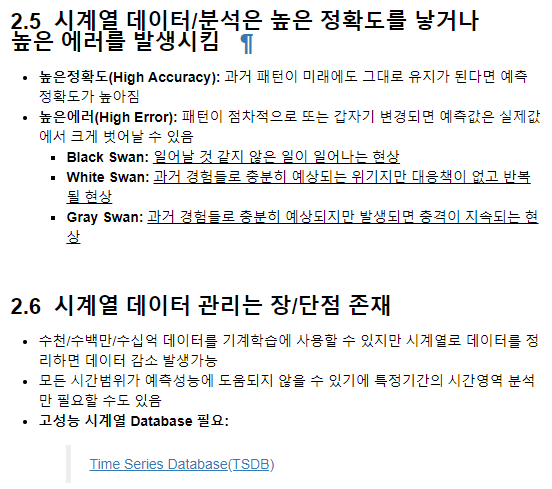 2.5 시계열 데이터/분석은 높은 정확도를 낳거나
높은 에러를 발생시킴 ¶
• 높은정확도(High Accuracy): 과거 패턴이 미래에도 그대로 유지가 된다면 예측
정확도가 높아짐
• 높은에러(High Error): 패턴이 점차적으로 또는 갑자기 변경되면 예측값은 실제값
에서 크게 벗어날 수 있음
▪ Black Swan: 일어날 것 같지 않은 일이 일어나는 현상
▪ White Swan: 과거 경험들로 충분히 예상되는 위기지만 대응책이 없고 반복
될 현상
▪ Gray Swan: 과거 경험들로 충분히 예상되지만 발생되면 충격이 지속되는 현
상
2.6 시계열 데이터 관리는 장/단점 존재
• 수천/수백만/수십억 데이터를 기계학습에 사용할 수 있지만 시계열로 데이터를 정
리하면 데이터 감소 발생가능
• 모든 시간범위가 예측성능에 도움되지 않을 수 있기에 특정기간의 시간영역 분석
만 필요할 수도 있음
• 고성능 시계열 Database 필요:
Time Series Database(TSDB)